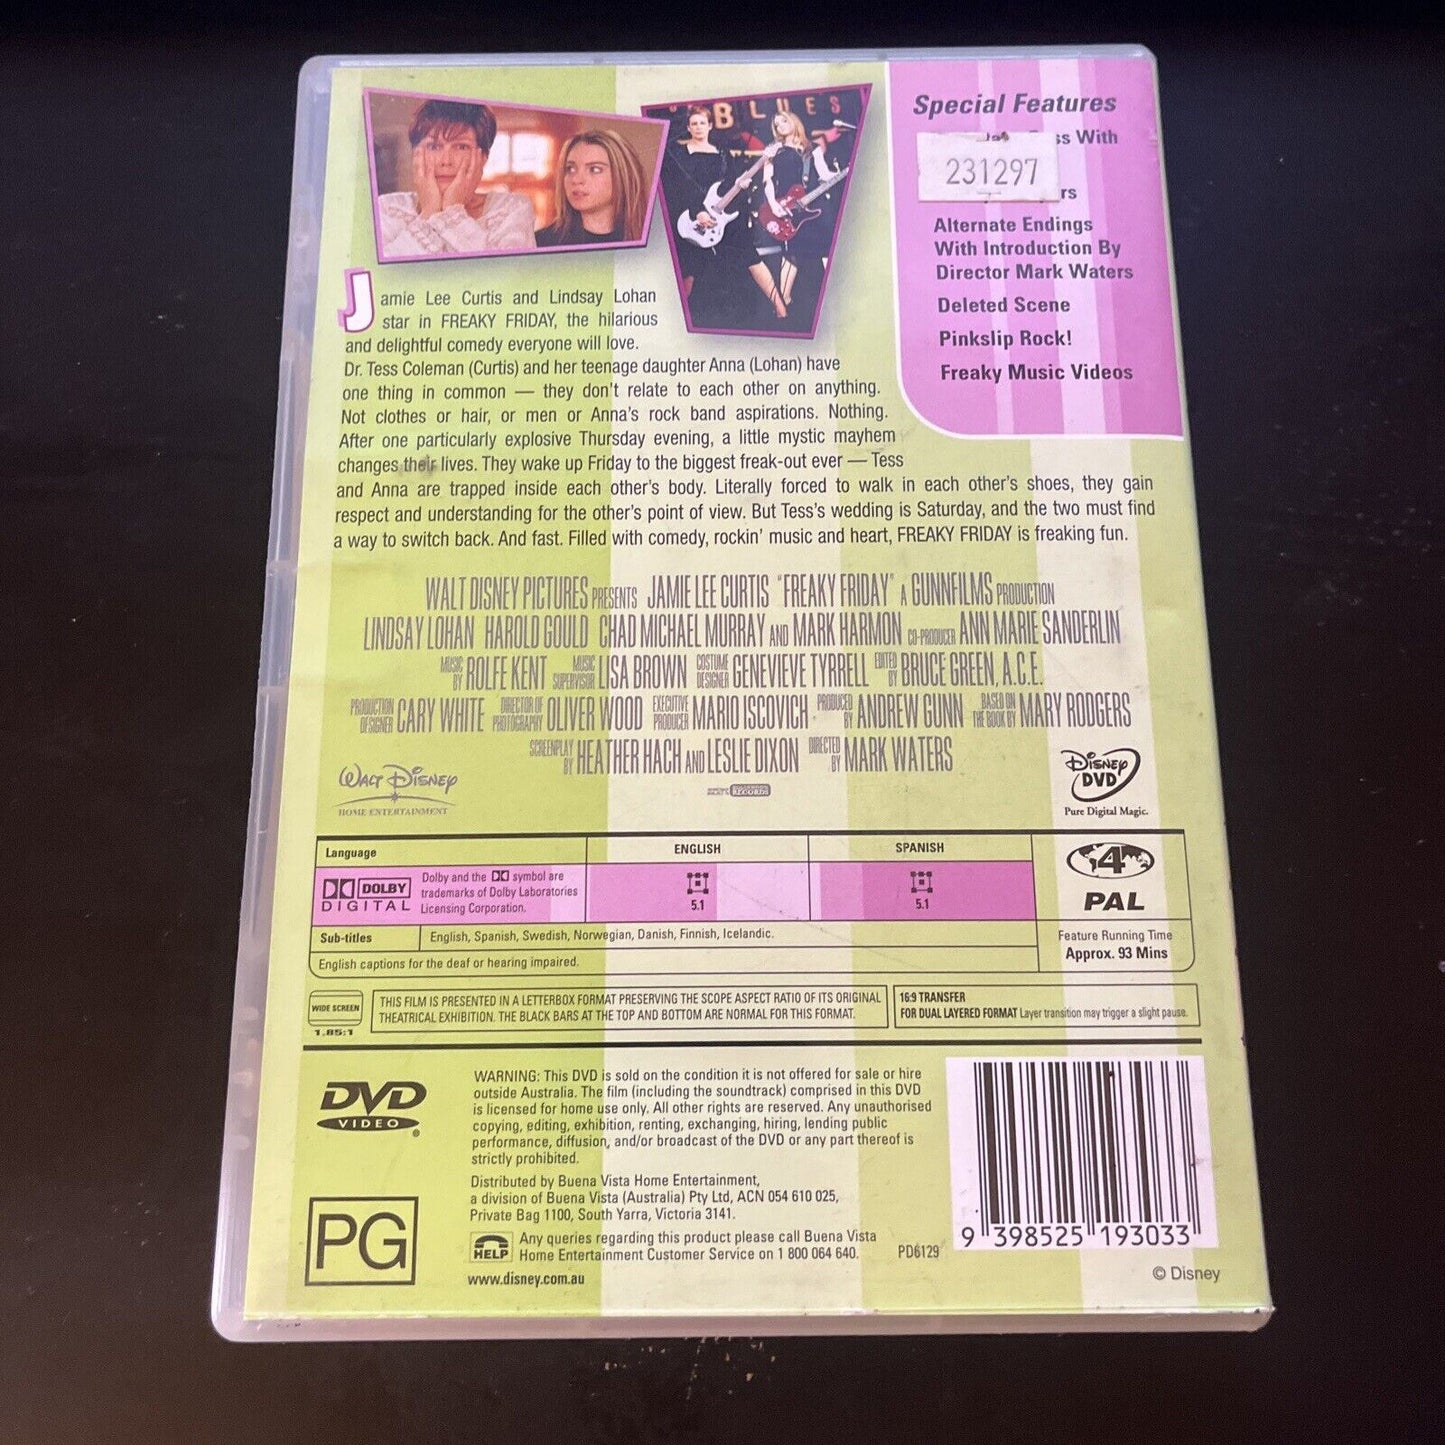 BLUES
Special Features
ss With
231297
rs
Alternate Endings
With Introduction By
Director Mark Waters
Deleted Scene
Pinkslip Rock!
Freaky Music Videos
Jamie Lee Curtis and Lindsay Lohan
star in FREAKY FRIDAY, the hilarious
and delightful comedy everyone will love.
Dr. Tess Coleman (Curtis) and her teenage daughter Anna (Lohan) have
one thing in common — they don't relate to each other on anything.
Not clothes or hair, or men or Anna's rock band aspirations. Nothing.
After one particularly explosive Thursday evening, a little mystic mayhem
changes their lives. They wake up Friday to the biggest freak-out ever — Tess
and Anna are trapped inside each other's body. Literally forced to walk in each other's shoes, they gain
respect and understanding for the other's point of view. But Tess's wedding is Saturday, and the two must find
a way to switch back. And fast. Filled with comedy, rockin' music and heart, FREAKY FRIDAY is freaking fun.
WALT DISNEY PICTURES PRESENTS JAMIE LEE CURTIS "FREAKY FRIDAY" A GUNNFILMS PRODUCTION
LINDSAY LOHAN HAROLD GOULD CHAD MICHAEL MURRAY AND MARK HARMON CO-PRODUCER ANN MARIE SANDERLIN
MUSIC BY ROLFE KENT MUSIC SUPERVISOR LISA BROWN COSTUME DESIGNER GENEVIEVE TYRRELL EDITED BY BRUCE GREEN, A.C.E.
PRODUCTION DESIGNER CARY WHITE DIRECTOR OF PHOTOGRAPHY OLIVER WOOD EXECUTIVE PRODUCER MARIO ISCOVICH PRODUCED BY ANDREW GUNN BASED ON THE BOOK BY MARY RODGERS
SCREENPLAY BY HEATHER HACH AND LESLIE DIXON DIRECTED BY MARK WATERS
WALT DISNEY
HOME ENTERTAINMENT
RECORDS
DISNEY
DVD
Pure Digital Magic.
Language
ENGLISH
SPANISH
DOLBY
DIGITAL
Dolby and the symbol are
trademarks of Dolby Laboratories
Licensing Corporation.
5.1
5.1
4
PAL
Sub-titles
English, Spanish, Swedish, Norwegian, Danish, Finnish, Icelandic.
English captions for the deaf or hearing impaired.
Feature Running Time
Approx. 93 Mins
WIDE SCREEN
1.85:1
THIS FILM IS PRESENTED IN A LETTERBOX FORMAT PRESERVING THE SCOPE ASPECT RATIO OF ITS ORIGINAL
THEATRICAL EXHIBITION. THE BLACK BARS AT THE TOP AND BOTTOM ARE NORMAL FOR THIS FORMAT.
16:9 TRANSFER
FOR DUAL LAYERED FORMAT Layer transition may trigger a slight pause.
DVD
VIDEO
®
WARNING: This DVD is sold on the condition it is not offered for sale or hire
outside Australia. The film (including the soundtrack) comprised in this DVD
is licensed for home use only. All other rights are reserved. Any unauthorised
copying, editing, exhibition, renting, exchanging, hiring, lending public
performance, diffusion, and/or broadcast of the DVD or any part thereof is
strictly prohibited.
Distributed by Buena Vista Home Entertainment,
a division of Buena Vista (Australia) Pty Ltd, ACN 054 610 025,
Private Bag 1100, South Yarra, Victoria 3141.
HELP
Any queries regarding this product please call Buena Vista
Home Entertainment Customer Service on 1 800 064 640.
www.disney.com.au
PG
PD6129
9 398525 193033
© Disney